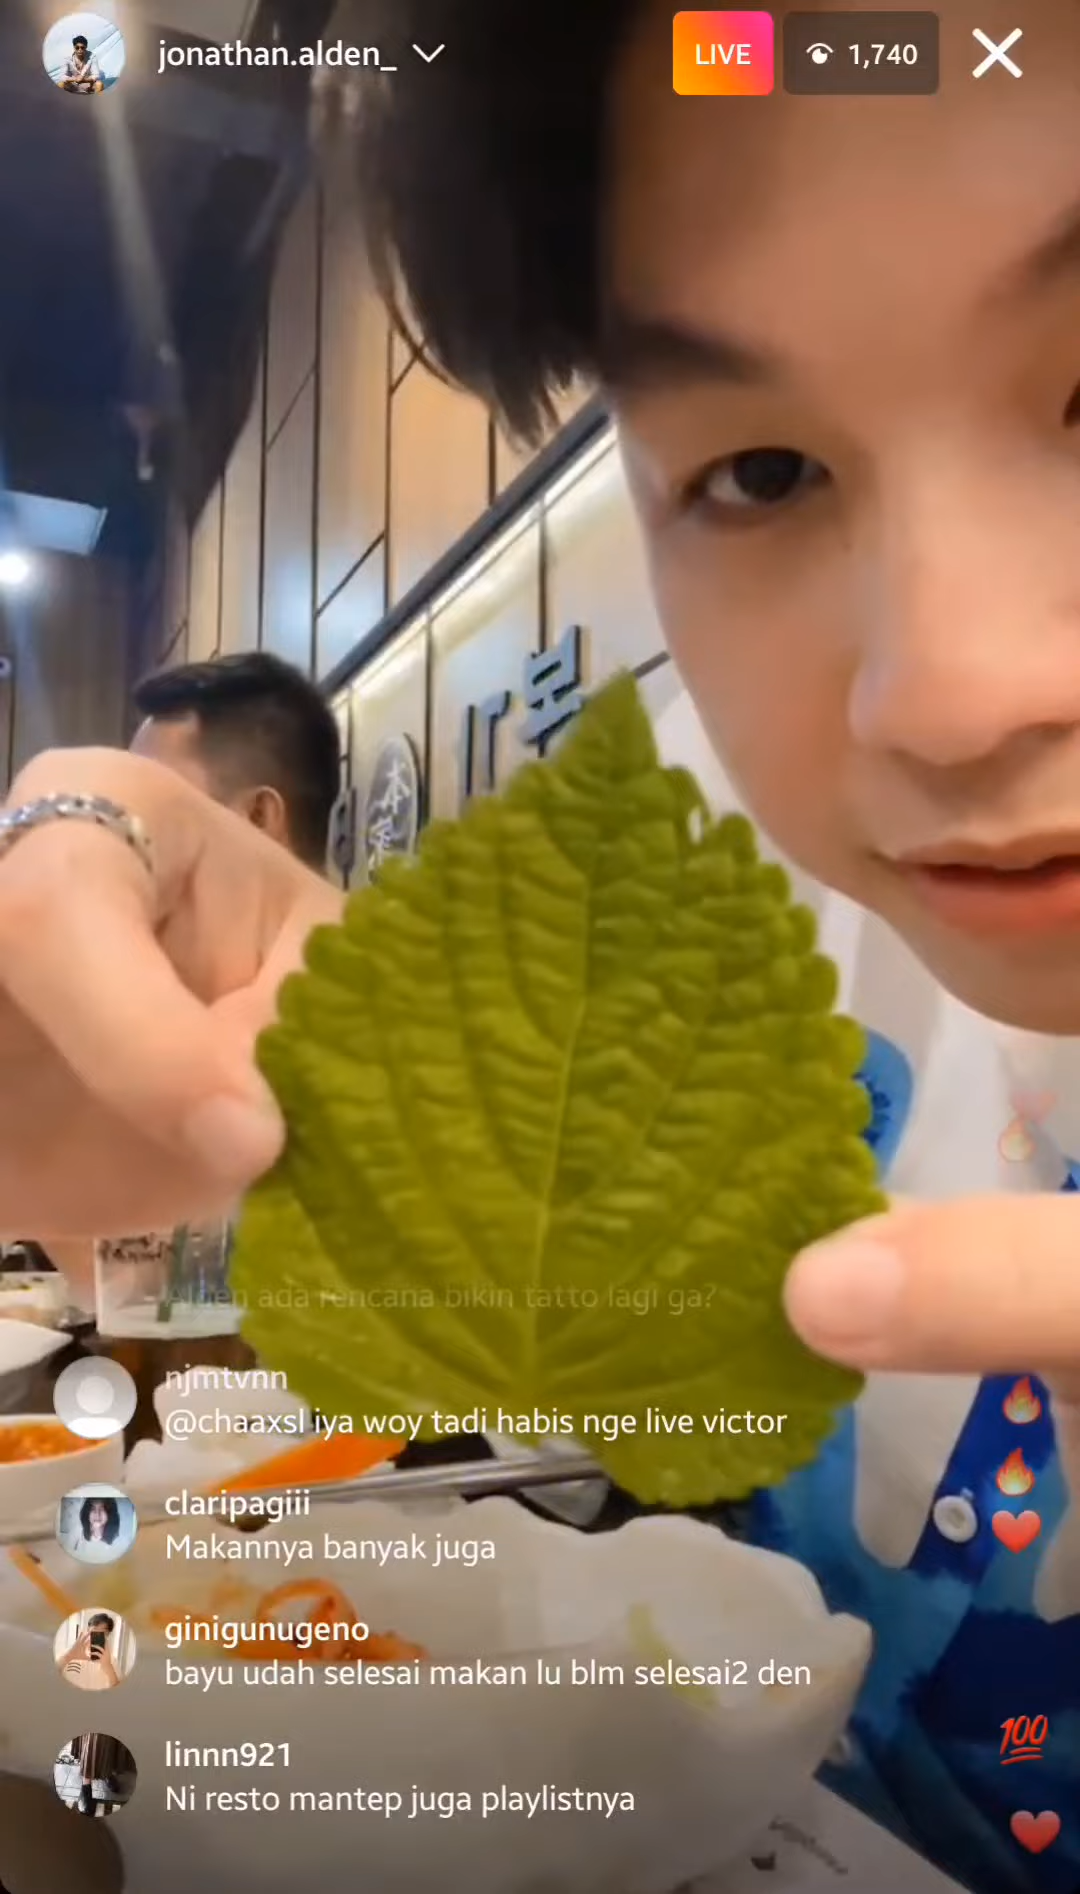 jonathan.alden_
LIVE
1,740
Alden ada rencana bikin tatto lagi ga?
njmtvnn
@chaaxsl iya woy tadi habis nge live victor
claripagiii
Makannya banyak juga
ginigunugeno
bayu udah selesai makan lu blm selesai2 den
linnn921
Ni resto mantep juga playlistnya